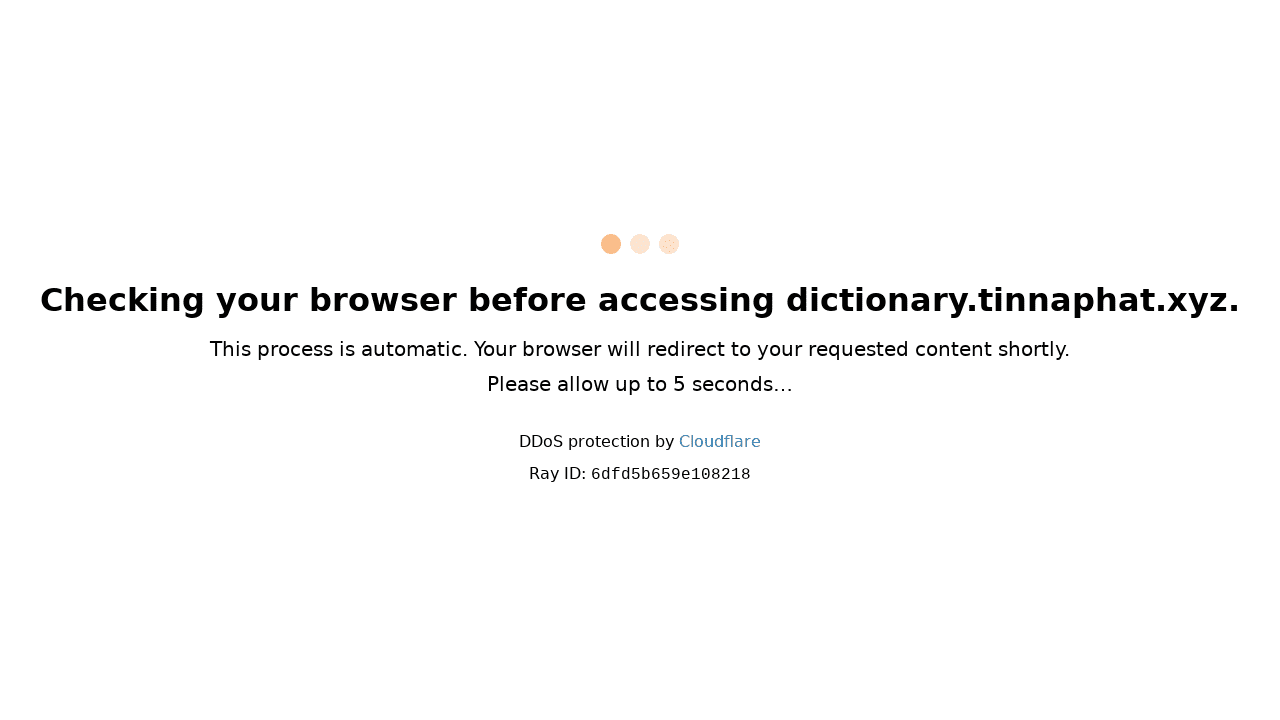 Checking your browser before accessing dictionary.tinnaphat.xyz.
This process is automatic. Your browser will redirect to your requested content shortly.
Please allow up to 5 seconds…
DDoS protection by Cloudflare
Ray ID: 6dfd5b659e108218